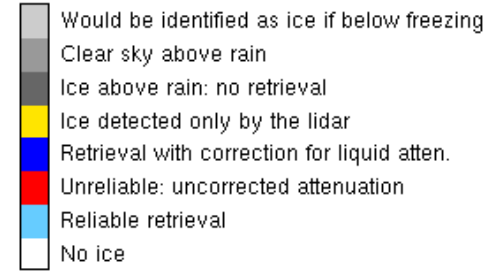 Would be identified as ice if below freezing
Clear sky above rain
Ice above rain: no retrieval
Ice detected only by the lidar
Retrieval with correction for liquid atten.
Unreliable: uncorrected attenuation
Reliable retrieval
No ice